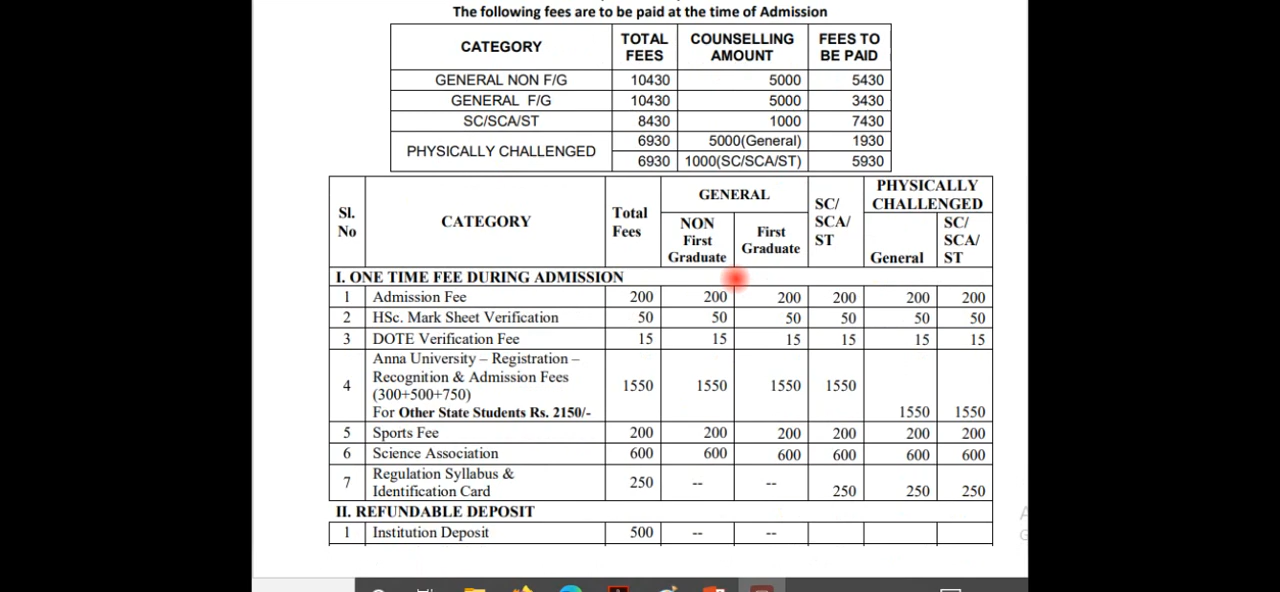 The following fees are to be paid at the time of Admission
CATEGORY TOTAL FEES COUNSELLING AMOUNT FEES TO BE PAID
GENERAL NON F/G 10430 5000 5430
GENERAL F/G 10430 5000 3430
SC/SCA/ST 8430 1000 7430
PHYSICALLY CHALLENGED 6930 5000(General) 1930
6930 1000(SC/SCA/ST) 5930
Sl. No CATEGORY Total Fees GENERAL SC/ SCA/ ST PHYSICALLY CHALLENGED
NON First Graduate First Graduate General SC/ SCA/ ST
I. ONE TIME FEE DURING ADMISSION
1 Admission Fee 200 200 200 200 200 200
2 HSc. Mark Sheet Verification 50 50 50 50 50 50
3 DOTE Verification Fee 15 15 15 15 15 15
4 Anna University – Registration –
Recognition & Admission Fees
(300+500+750)
For Other State Students Rs. 2150/- 1550 1550 1550 1550 1550 1550
5 Sports Fee 200 200 200 200 200 200
6 Science Association 600 600 600 600 600 600
7 Regulation Syllabus &
Identification Card 250 -- -- 250 250 250
II. REFUNDABLE DEPOSIT
1 Institution Deposit 500 -- --